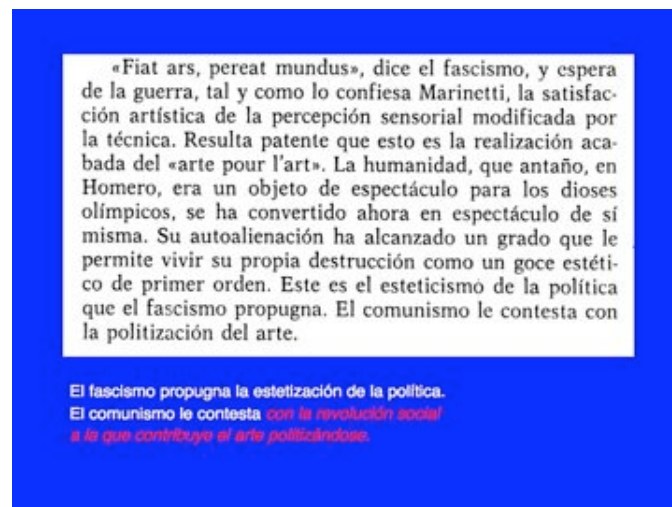 «Fiat ars, pereat mundus», dice el fascismo, y espera
de la guerra, tal y como lo confiesa Marinetti, la satisfac-
ción artística de la percepción sensorial modificada por
la técnica. Resulta patente que esto es la realización aca-
bada del «arte pour l'art». La humanidad, que antaño, en
Homero, era un objeto de espectáculo para los dioses
olímpicos, se ha convertido ahora en espectáculo de sí
misma. Su autoalienación ha alcanzado un grado que le
permite vivir su propia destrucción como un goce estéti-
co de primer orden. Este es el esteticismo de la política
que el fascismo propugna. El comunismo le contesta con
la politización del arte.
El fascismo propugna la estetización de la política.
El comunismo le contesta con la revolución social
a la que contribuye el arte politizándose.